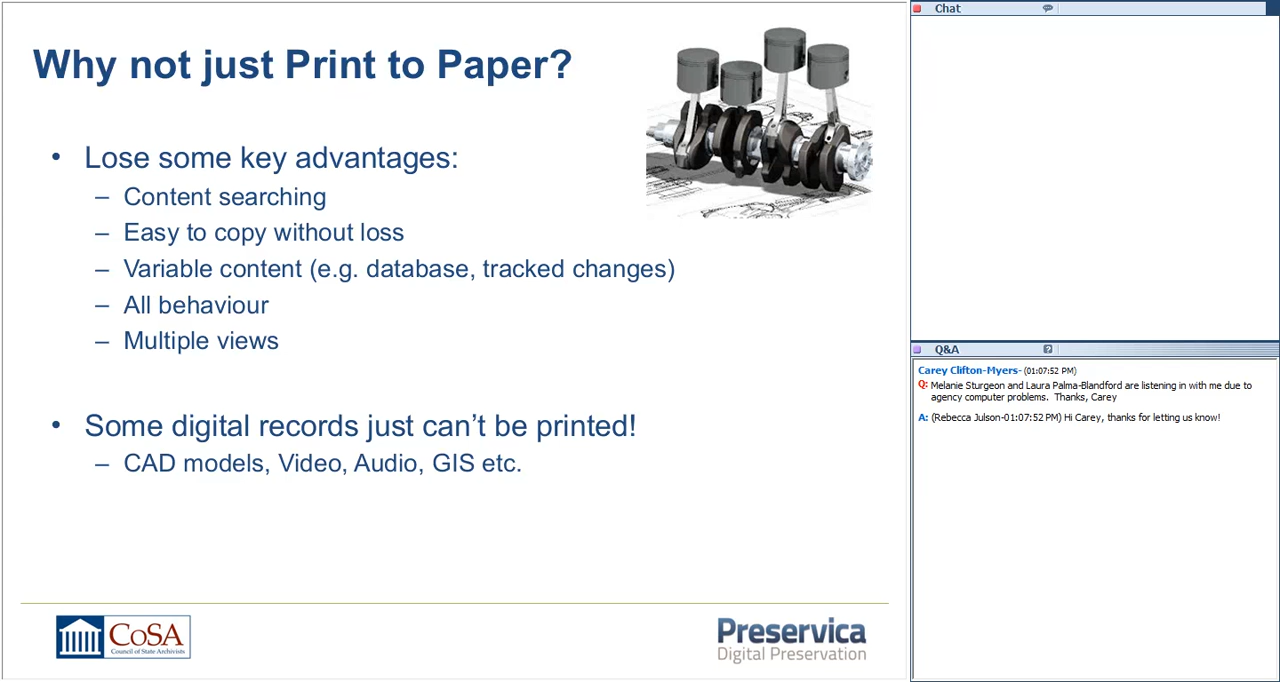 Why not just Print to Paper?
• Lose some key advantages:
– Content searching
– Easy to copy without loss
– Variable content (e.g. database, tracked changes)
– All behaviour
– Multiple views
• Some digital records just can’t be printed!
– CAD models, Video, Audio, GIS etc.
CoSA
Council of State Archivists
Preservica
Digital Preservation
Chat
Q&A
Carey Clifton-Myers- (01:07:52 PM)
Q: Melanie Sturgeon and Laura Palma-Blandford are listening in with me due to
agency computer problems. Thanks, Carey
A: (Rebecca Julson-01:07:52 PM) Hi Carey, thanks for letting us know!